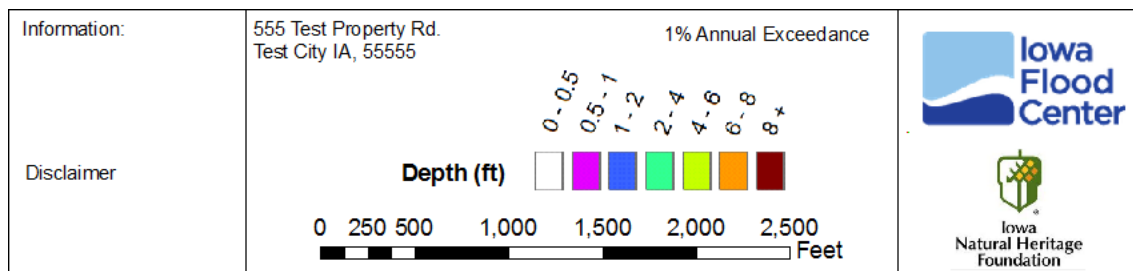 Information:
555 Test Property Rd.
Test City IA, 55555
1% Annual Exceedance
0 - 0.5
0.5 - 1
1 - 2
2 - 4
4 - 6
6 - 8
8 +
Disclaimer
Depth (ft)
0 250 500 1,000 1,500 2,000 2,500
Feet
Iowa
Flood
Center
Iowa
Natural Heritage
Foundation